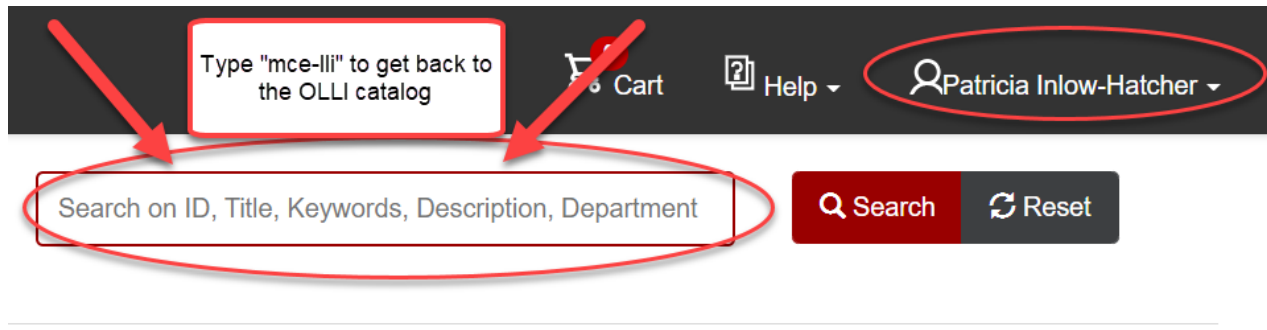 Type "mce-lli" to get back to
the OLLI catalog
Cart
Help
Patricia Inlow-Hatcher
Search on ID, Title, Keywords, Description, Department
Search
Reset